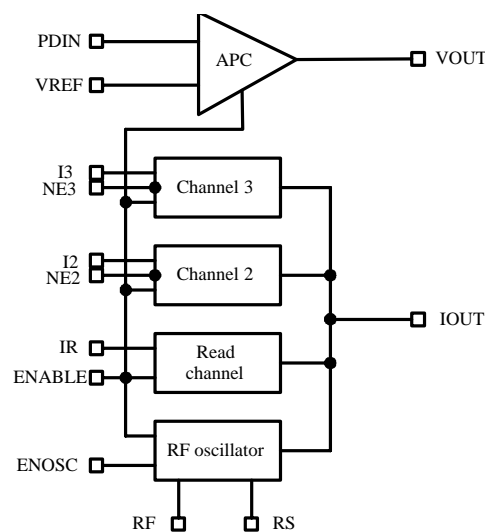 PDIN
APC
VOUT
VREF
I3
NE3
Channel 3
I2
NE2
Channel 2
IOUT
IR
Read
channel
ENABLE
RF oscillator
ENOSC
RF
RS